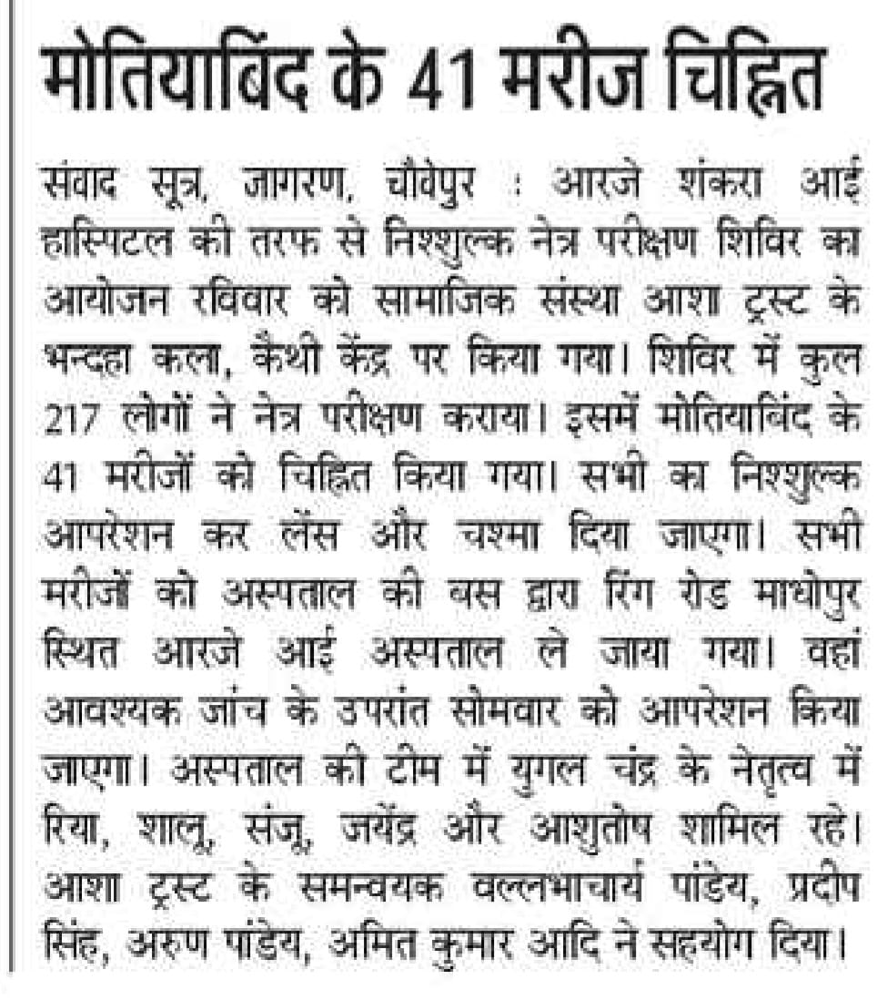 मोतियाबिंद के 41 मरीज चिह्नित
संवाद सूत्र, जागरण, चौवेपुर : आरजे शंकरा आई
हास्पिटल की तरफ से निश्शुल्क नेत्र परीक्षण शिविर का
आयोजन रविवार को सामाजिक संस्था आशा ट्रस्ट के
भन्दहा कला, कैथी केंद्र पर किया गया। शिविर में कुल
217 लोगों ने नेत्र परीक्षण कराया। इसमें मोतियाबिंद के
41 मरीजों को चिह्नित किया गया। सभी का निश्शुल्क
आपरेशन कर लेंस और चश्मा दिया जाएगा। सभी
मरीजों को अस्पताल की बस द्वारा रिंग रोड माधोपुर
स्थित आरजे आई अस्पताल ले जाया गया। वहां
आवश्यक जांच के उपरांत सोमवार को आपरेशन किया
जाएगा। अस्पताल की टीम में युगल चंद्र के नेतृत्व में
रिया, शालू, संजू, जयेंद्र और आशुतोष शामिल रहे।
आशा ट्रस्ट के समन्वयक वल्लभाचार्य पांडेय, प्रदीप
सिंह, अरुण पांडेय, अमित कुमार आदि ने सहयोग दिया।